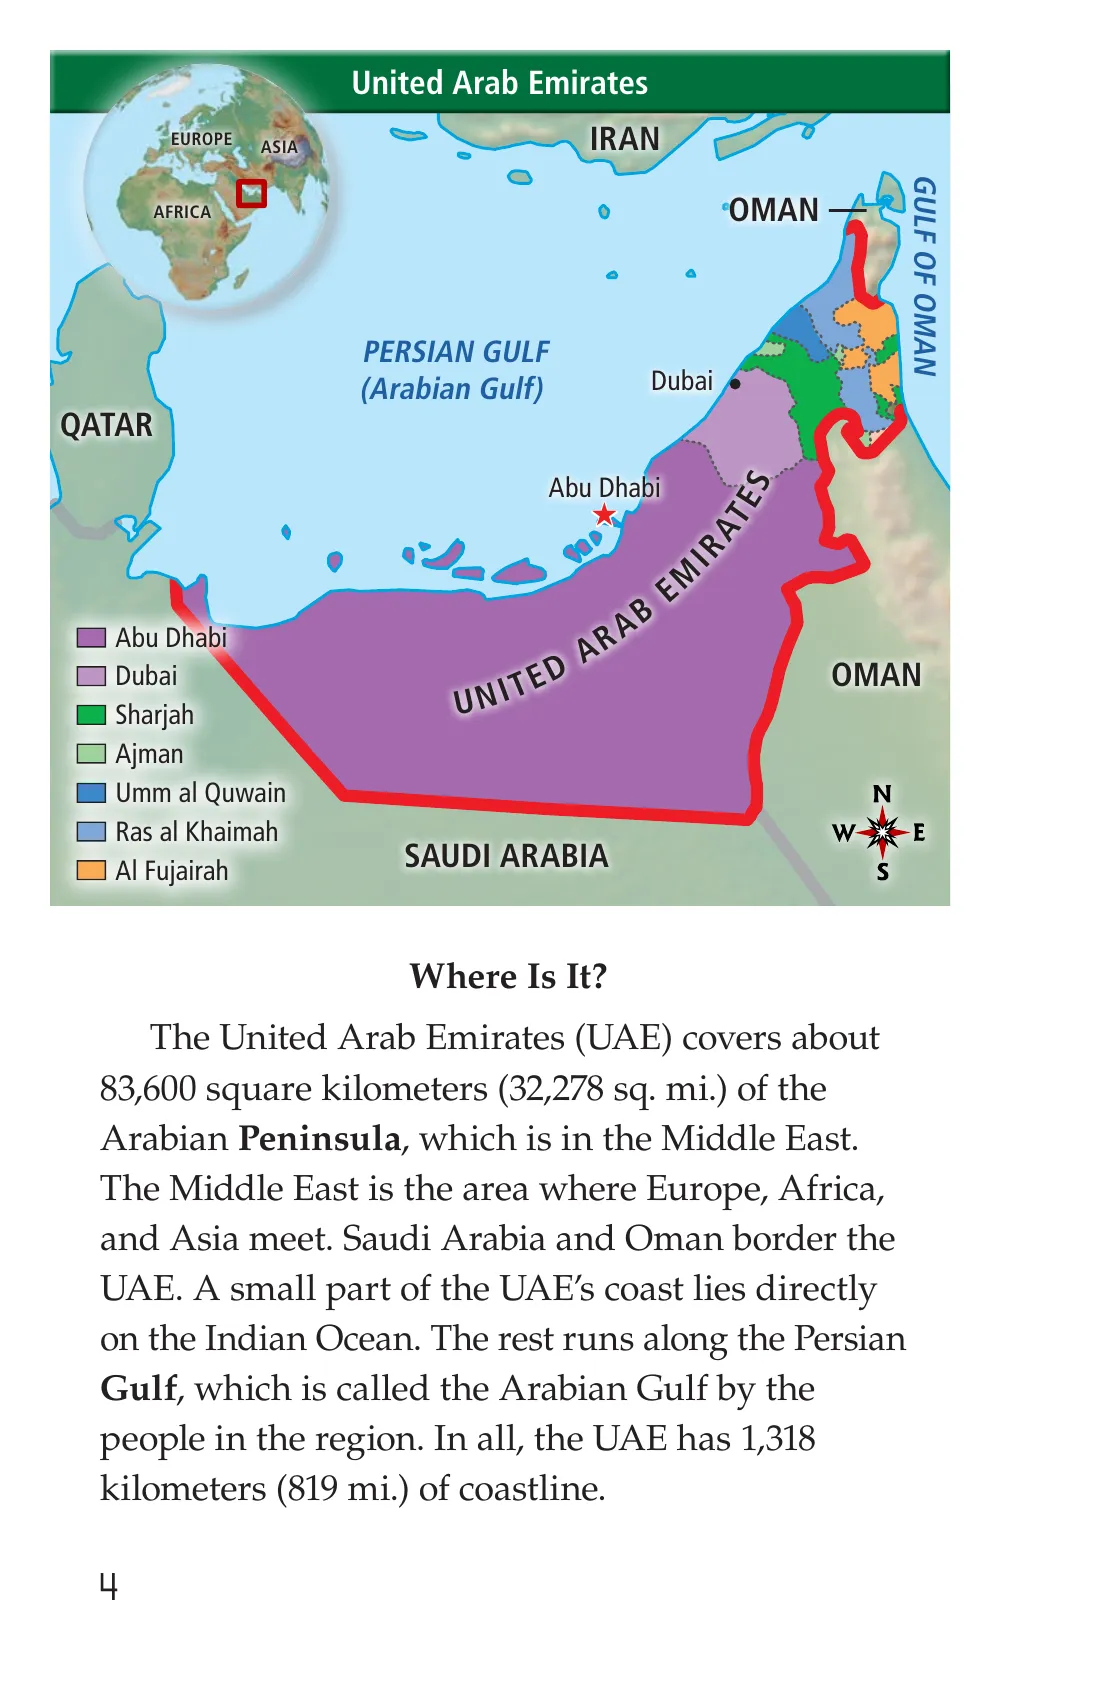 United Arab Emirates
EUROPE
ASIA
AFRICA
IRAN
OMAN
GULF OF OMAN
PERSIAN GULF
(Arabian Gulf)
Dubai
QATAR
Abu Dhabi
UNITED ARAB EMIRATES
OMAN
SAUDI ARABIA
Abu Dhabi
Dubai
Sharjah
Ajman
Umm al Quwain
Ras al Khaimah
Al Fujairah
N
W E
S
Where Is It?
The United Arab Emirates (UAE) covers about
83,600 square kilometers (32,278 sq. mi.) of the
Arabian Peninsula, which is in the Middle East.
The Middle East is the area where Europe, Africa,
and Asia meet. Saudi Arabia and Oman border the
UAE. A small part of the UAE’s coast lies directly
on the Indian Ocean. The rest runs along the Persian
Gulf, which is called the Arabian Gulf by the
people in the region. In all, the UAE has 1,318
kilometers (819 mi.) of coastline.
4